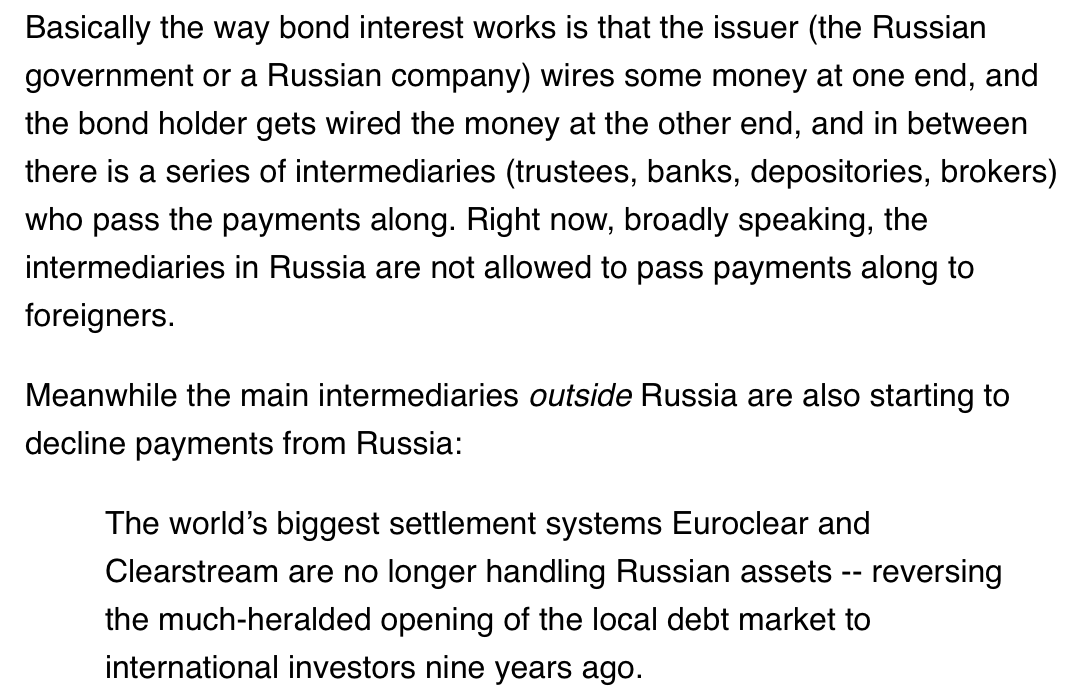 Basically the way bond interest works is that the issuer (the Russian
government or a Russian company) wires some money at one end, and
the bond holder gets wired the money at the other end, and in between
there is a series of intermediaries (trustees, banks, depositories, brokers)
who pass the payments along. Right now, broadly speaking, the
intermediaries in Russia are not allowed to pass payments along to
foreigners.
Meanwhile the main intermediaries outside Russia are also starting to
decline payments from Russia:
The world’s biggest settlement systems Euroclear and
Clearstream are no longer handling Russian assets -- reversing
the much-heralded opening of the local debt market to
international investors nine years ago.